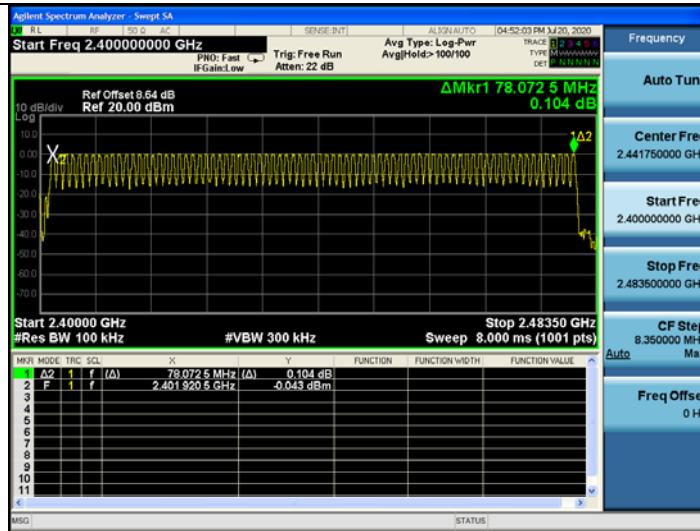 Agilent Spectrum Analyzer - Swept SA
RL RF 50 Ω AC SENSE:INT ALIGNAUTO 04:52:03 PM Jul 20, 2020
Start Freq 2.400000000 GHz
PNO: Fast
IFGain:Low
Trig: Free Run
Atten: 22 dB
Avg Type: Log-Pwr
Avg|Hold:> 100/100
TRACE 1 2 3 4 5 6
TYPE M
DET P N N N N N
Ref Offset 8.64 dB
Ref 20.00 dBm
ΔMkr1 78.072 5 MHz
0.104 dB
10 dB/div
Log
10.0
0.00
-10.0
-20.0
-30.0
-40.0
-50.0
-60.0
-70.0
X2
1Δ2
Start 2.40000 GHz
#Res BW 100 kHz
#VBW 300 kHz
Stop 2.48350 GHz
Sweep 8.000 ms (1001 pts)
MKR MODE TRC SCL X Y FUNCTION FUNCTION WIDTH FUNCTION VALUE
1 Δ2 1 f (Δ) 78.072 5 MHz (Δ) 0.104 dB
2 F 1 f 2.401 920 5 GHz -0.043 dBm
3
4
5
6
7
8
9
10
11
MSG STATUS
Frequency
Auto Tun
Center Fre
2.441750000 GH
Start Fre
2.400000000 GH
Stop Fre
2.483500000 GH
CF Step
8.350000 MH
Auto Ma
Freq Offse
0 H